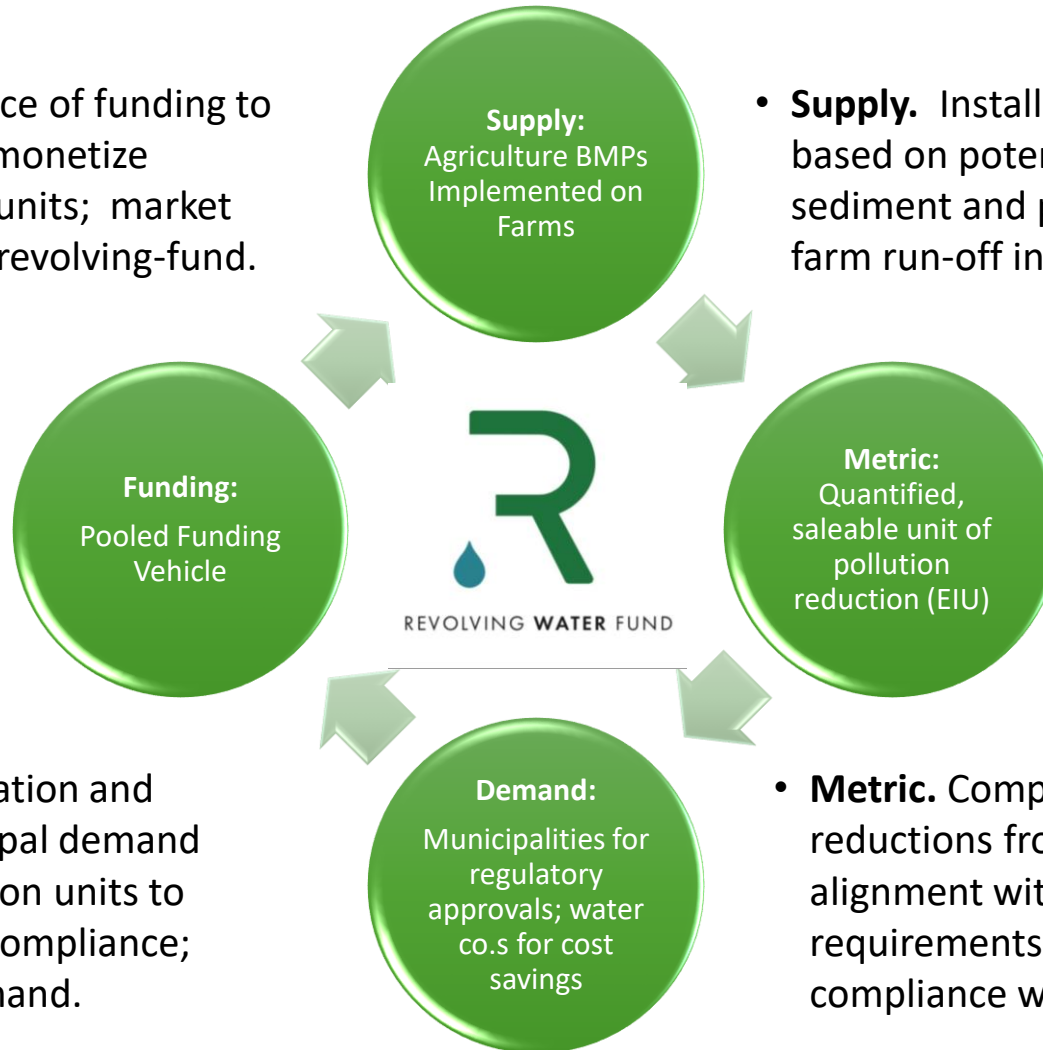 ce of funding to
monetize
units; market
revolving-fund.
Supply:
Agriculture BMPs
Implemented on
Farms
• Supply. Install
based on poten
sediment and p
farm run-off in
Funding:
Pooled Funding
Vehicle
REVOLVING WATER FUND
Metric:
Quantified,
saleable unit of
pollution
reduction (EIU)
ation and
pal demand
on units to
ompliance;
nand.
Demand:
Municipalities for
regulatory
approvals; water
co.s for cost
savings
• Metric. Comp
reductions fro
alignment wit
requirements
compliance w